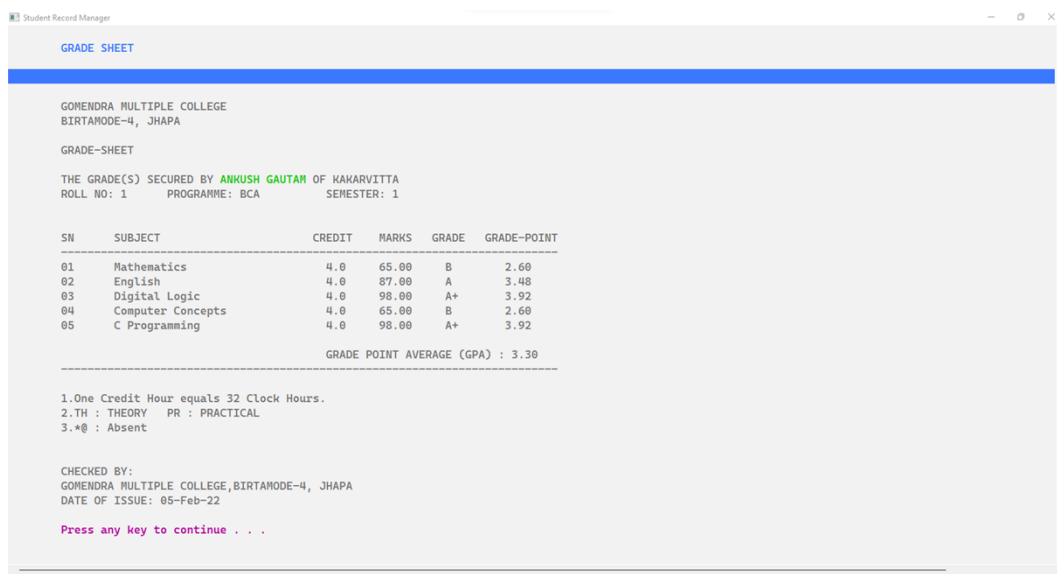 Student Record Manager
GRADE SHEET
GOMENDRA MULTIPLE COLLEGE
BIRTAMODE-4, JHAPA
GRADE-SHEET
THE GRADE(S) SECURED BY ANKUSH GAUTAM OF KAKARVITTA
ROLL NO: 1 PROGRAMME: BCA SEMESTER: 1
SN SUBJECT CREDIT MARKS GRADE GRADE-POINT
01 Mathematics 4.0 65.00 B 2.60
02 English 4.0 87.00 A 3.48
03 Digital Logic 4.0 98.00 A+ 3.92
04 Computer Concepts 4.0 65.00 B 2.60
05 C Programming 4.0 98.00 A+ 3.92
GRADE POINT AVERAGE (GPA) : 3.30
1.One Credit Hour equals 32 Clock Hours.
2.TH : THEORY PR : PRACTICAL
3.*@ : Absent
CHECKED BY:
GOMENDRA MULTIPLE COLLEGE,BIRTAMODE-4, JHAPA
DATE OF ISSUE: 05-Feb-22
Press any key to continue . . .